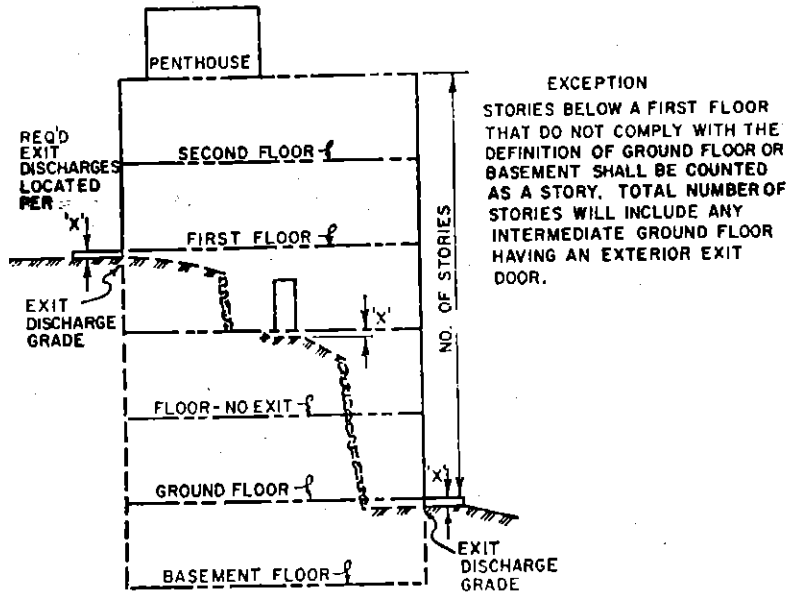 PENTHOUSE
EXCEPTION
STORIES BELOW A FIRST FLOOR
THAT DO NOT COMPLY WITH THE
DEFINITION OF GROUND FLOOR OR
BASEMENT SHALL BE COUNTED
AS A STORY. TOTAL NUMBER OF
STORIES WILL INCLUDE ANY
INTERMEDIATE GROUND FLOOR
HAVING AN EXTERIOR EXIT
DOOR.
REQ'D
EXIT
DISCHARGES
LOCATED
PER
'X'
SECOND FLOOR
FIRST FLOOR
EXIT
DISCHARGE
GRADE
'X'
NO. OF STORIES
FLOOR-NO EXIT
'X'
GROUND FLOOR
EXIT
DISCHARGE
GRADE
BASEMENT FLOOR